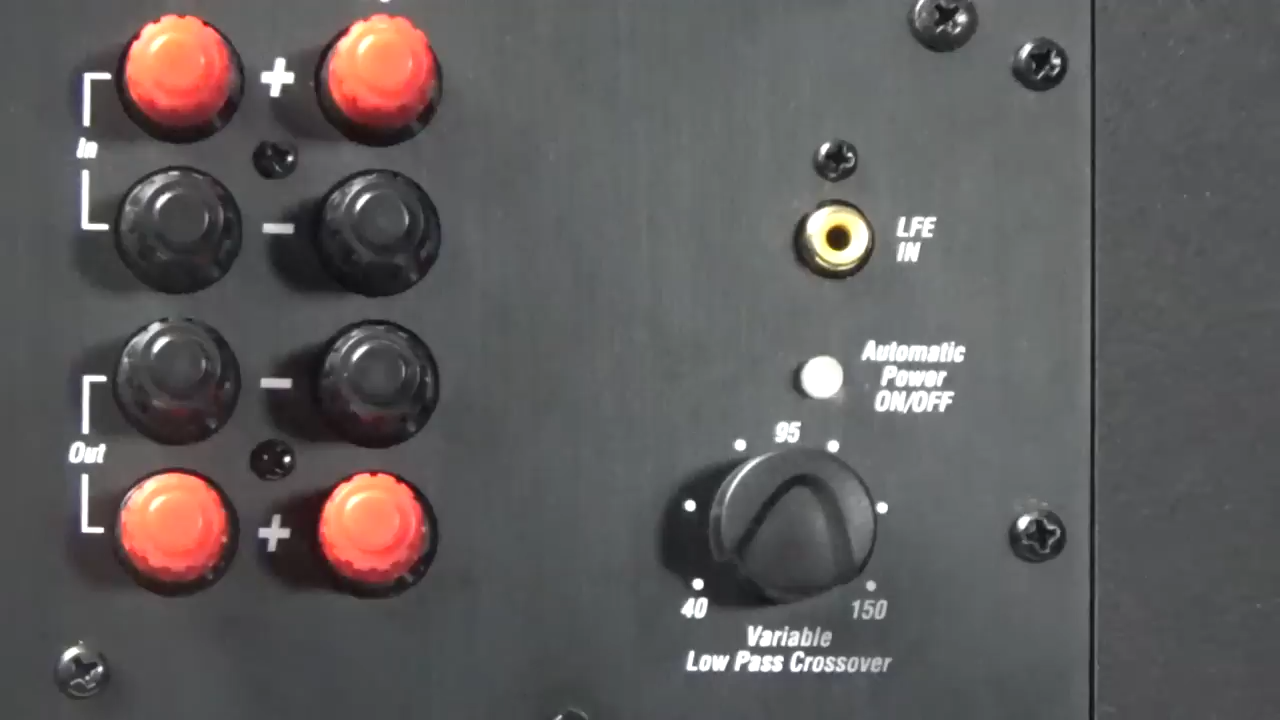 +
In
-
LFE
IN
Automatic
Power
ON/OFF
-
95
Out
+
40
150
Variable
Low Pass Crossover